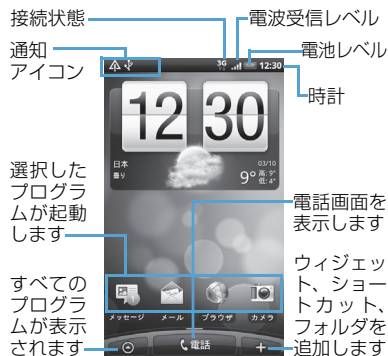 接続状態
電波受信レベル
通知
アイコン
電池レベル
時計
3G
12:30
12 30
日本
曇り
03/10
9°
高: 9°
低: 4°
選択した
プログラ
ムが起動
します
電話画面を
表示します
メッセージ
メール
ブラウザ
カメラ
すべての
プログラ
ムが表示
されます
電話
ウィジェッ
ト、ショー
トカット、
フォルダを
追加します